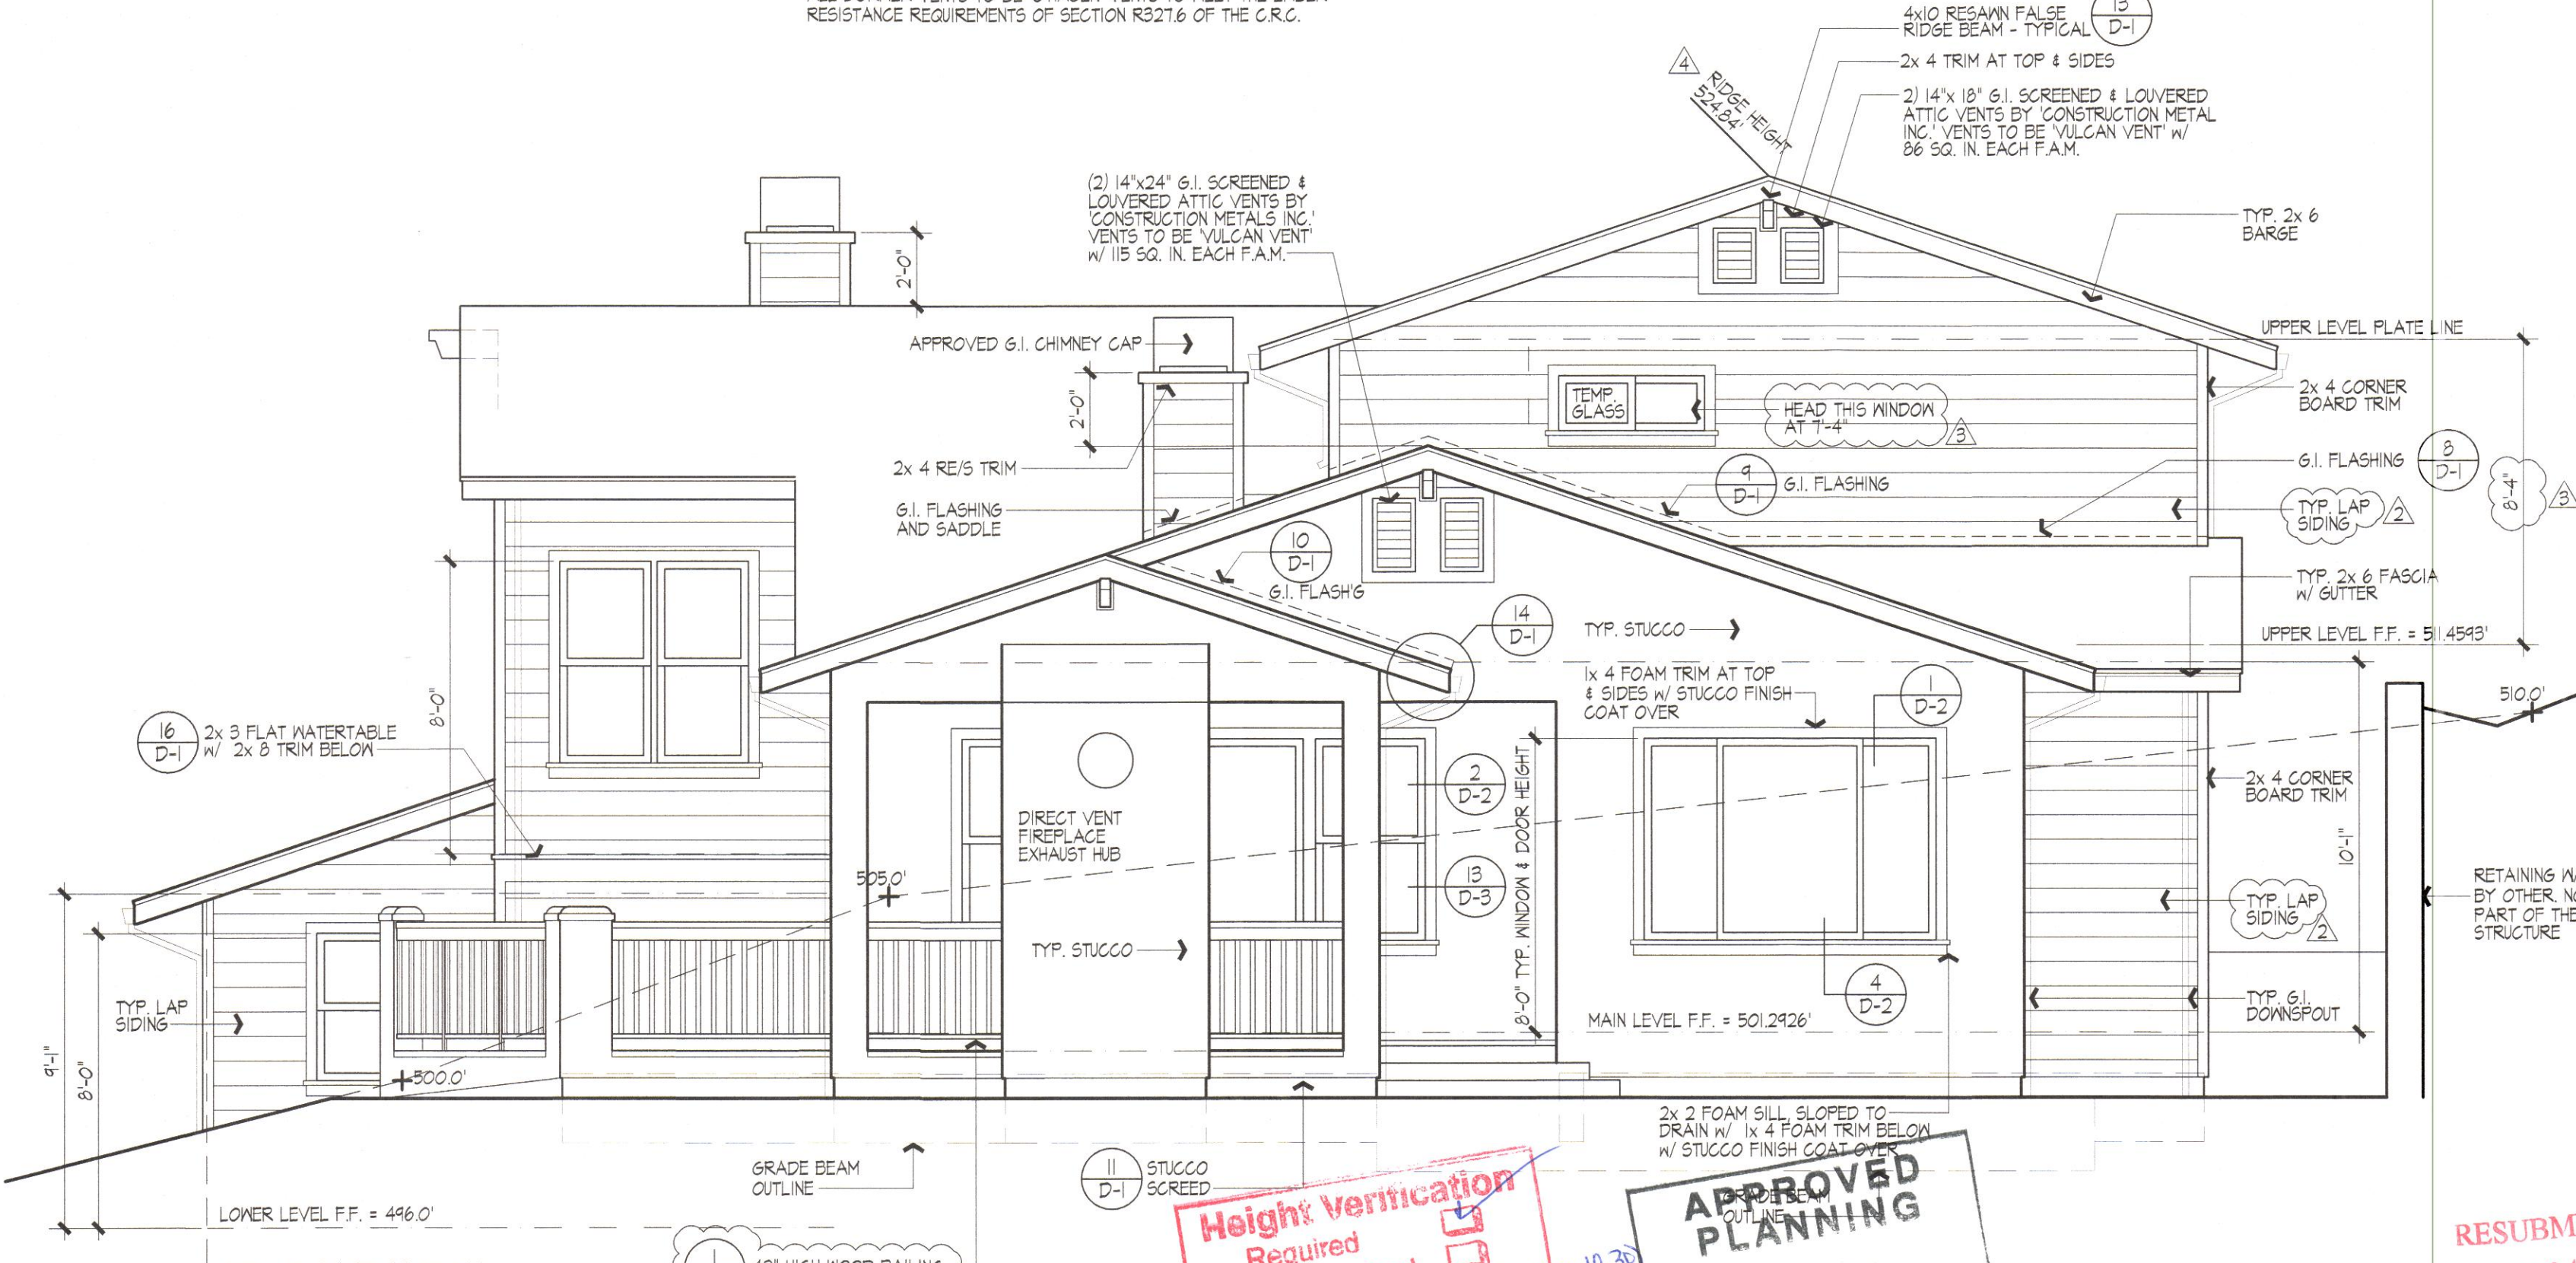 RESISTANCE REQUIREMENTS OF SECTION R327.6 OF THE C.R.C.
4x10 RESAWN FALSE
RIDGE BEAM - TYPICAL
13
D-1
2x 4 TRIM AT TOP & SIDES
2) 14"x 18" G.I. SCREENED & LOUVERED
ATTIC VENTS BY 'CONSTRUCTION METAL
INC.' VENTS TO BE 'VULCAN VENT' W/
86 SQ. IN. EACH F.A.M.
4
RIDGE HEIGHT
524.84'
(2) 14"x24" G.I. SCREENED &
LOUVERED ATTIC VENTS BY
'CONSTRUCTION METALS INC.'
VENTS TO BE 'VULCAN VENT'
W/ 115 SQ. IN. EACH F.A.M.
TYP. 2x 6
BARGE
2'-0"
UPPER LEVEL PLATE LINE
APPROVED G.I. CHIMNEY CAP
2'-0"
TEMP.
GLASS
HEAD THIS WINDOW
AT 7'-4"
3
2x 4 CORNER
BOARD TRIM
2x 4 RE/S TRIM
G.I. FLASHING
8
D-1
9
D-1
G.I. FLASHING
8'-4"
3
G.I. FLASHING
AND SADDLE
TYP. LAP
SIDING
2
10
D-1
G.I. FLASH'G
TYP. 2x 6 FASCIA
W/ GUTTER
14
D-1
TYP. STUCCO
UPPER LEVEL F.F. = 511.4593'
1x 4 FOAM TRIM AT TOP
& SIDES W/ STUCCO FINISH
COAT OVER
1
D-2
510.0'
8'-0"
16
D-1
2x 3 FLAT WATERTABLE
W/ 2x 8 TRIM BELOW
2
D-2
8'-0" TYP. WINDOW & DOOR HEIGHT
2x 4 CORNER
BOARD TRIM
DIRECT VENT
FIREPLACE
EXHAUST HUB
10'-1"
505.0'
13
D-3
RETAINING
BY OTHER.
PART OF THE
STRUCTURE
TYP. LAP
SIDING
2
TYP. STUCCO
4
D-2
TYP. LAP
SIDING
TYP. G.I.
DOWNSPOUT
MAIN LEVEL F.F. = 501.2926'
9'-1"
8'-0"
500.0'
2x 2 FOAM SILL, SLOPED TO
DRAIN W/ 1x 4 FOAM TRIM BELOW
W/ STUCCO FINISH COAT OVER
GRADE BEAM
OUTLINE
11
D-1
STUCCO
SCREED
LOWER LEVEL F.F. = 496.0'
Height Verification
Required
APPROVED
PLANNING
GRADE BEAM
OUTLINE
1